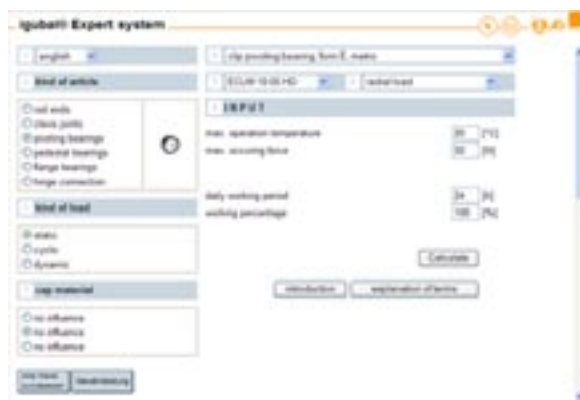 igubal® Expert system
igus
english
clip pivoting bearing, form E, metric
kind of article
radial load
INPUT
rod ends
clevis joints
pivoting bearings
pedestal bearings
flange bearings
hinge connection
max. operation temperature
[°C]
max. occuring force
[N]
kind of load
daily working period
24 [h]
working percentage
100 [%]
static
cyclic
dynamic
Calculate
cap material
introduction
explanation of terms
no influence
no influence
no influence